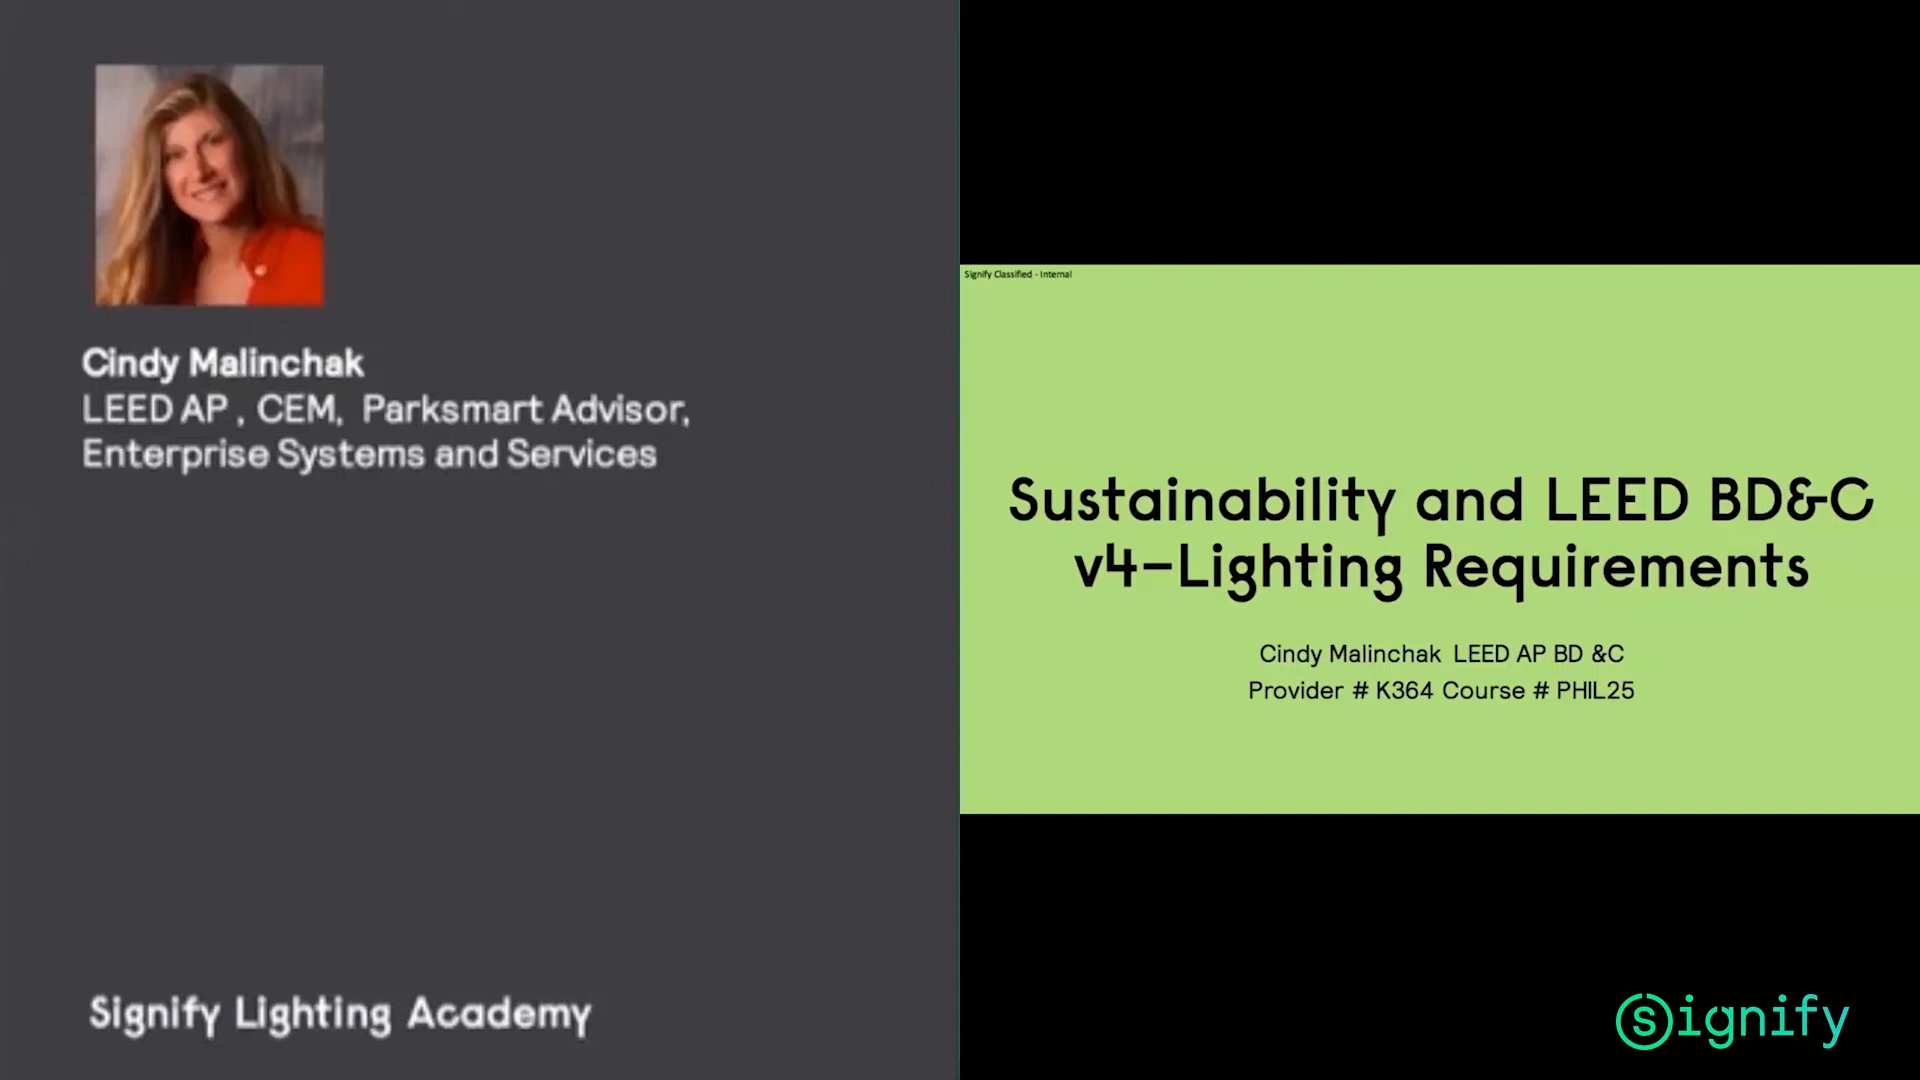 Cindy Malinchak
LEED AP , CEM, Parksmart Advisor,
Enterprise Systems and Services
Signify Lighting Academy
Signify Classified - Internal
Sustainability and LEED BD&C
v4–Lighting Requirements
Cindy Malinchak LEED AP BD &C
Provider # K364 Course # PHIL25
Signify